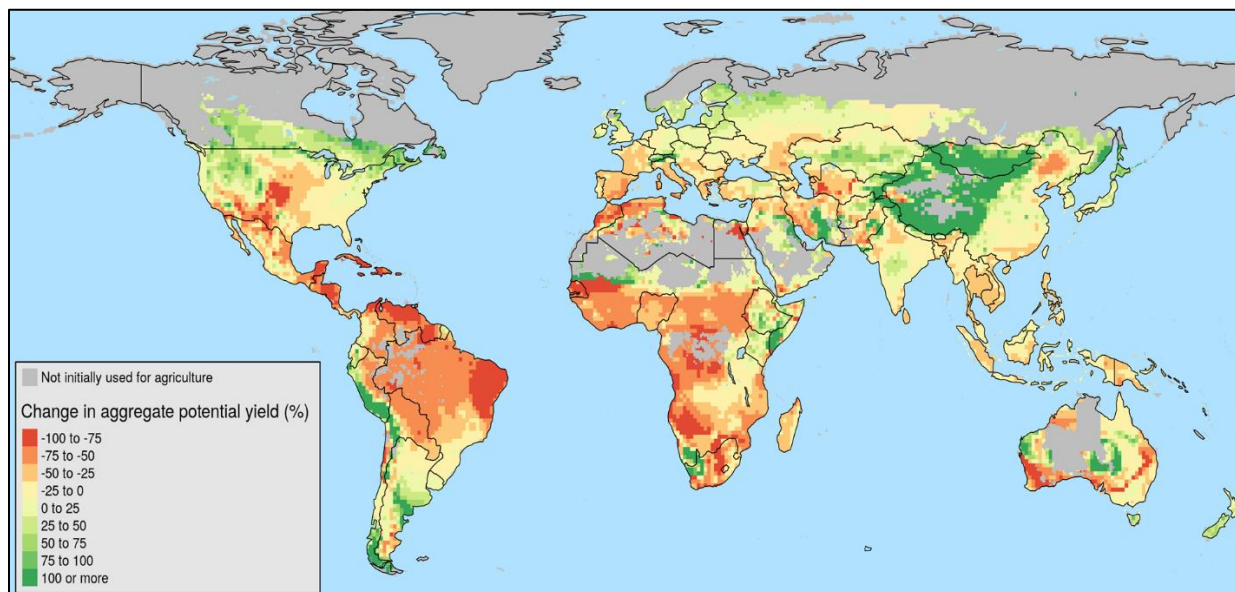 Not initially used for agriculture
Change in aggregate potential yield (%)
-100 to -75
-75 to -50
-50 to -25
-25 to 0
0 to 25
25 to 50
50 to 75
75 to 100
100 or more